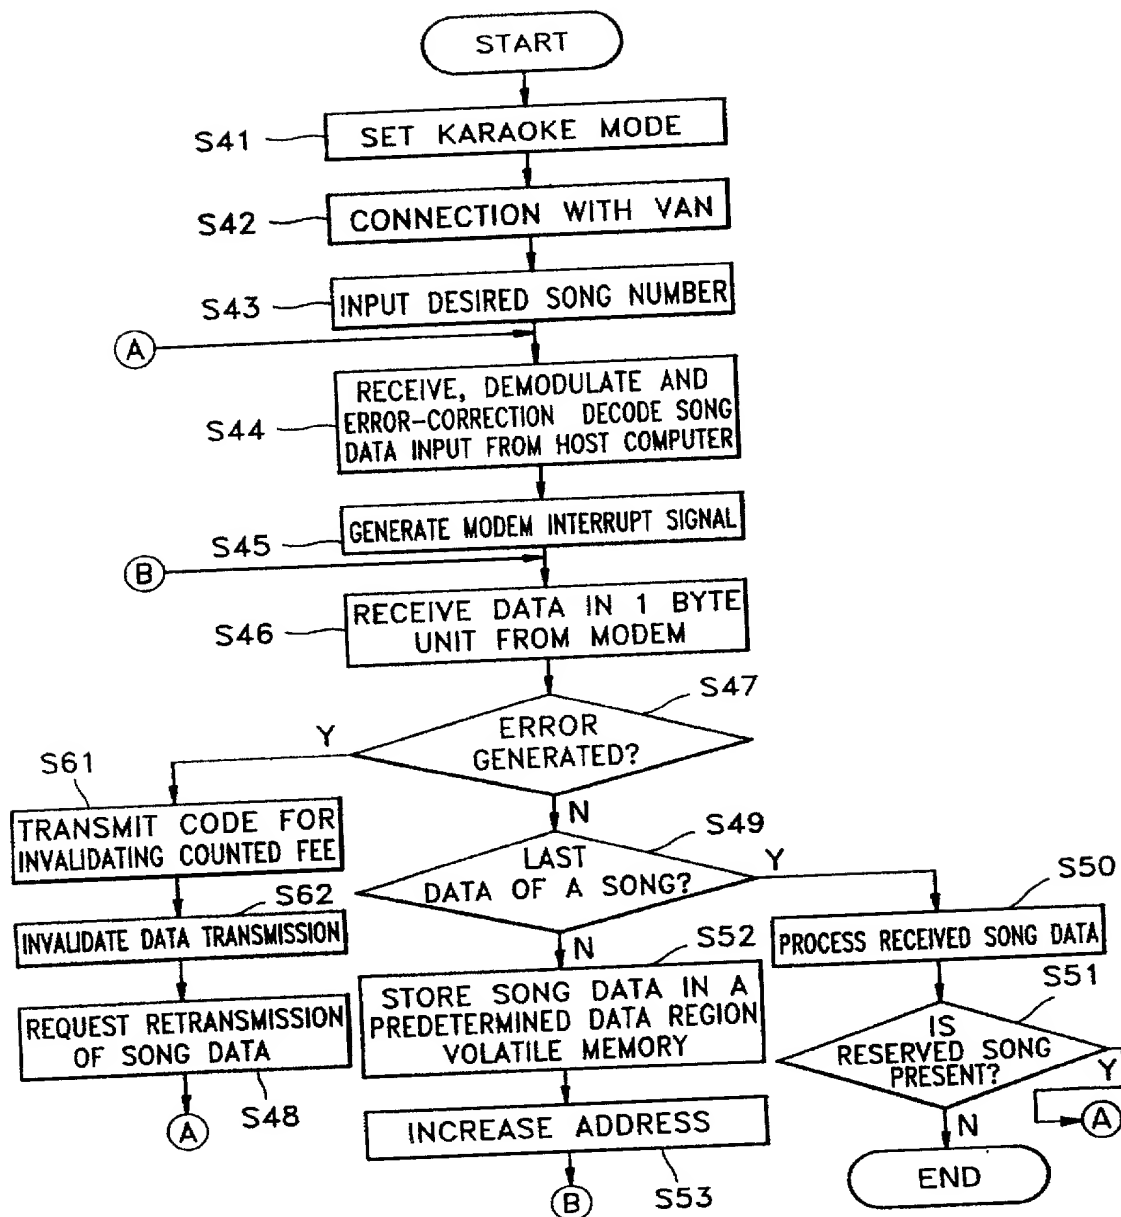 START
S41
SET KARAOKE MODE
S42
CONNECTION WITH VAN
S43
INPUT DESIRED SONG NUMBER
A
S44
RECEIVE, DEMODULATE AND
ERROR-CORRECTION DECODE SONG
DATA INPUT FROM HOST COMPUTER
S45
GENERATE MODEM INTERRUPT SIGNAL
B
S46
RECEIVE DATA IN 1 BYTE
UNIT FROM MODEM
S47
ERROR
GENERATED?
Y
N
S61
TRANSMIT CODE FOR
INVALIDATING COUNTED FEE
S62
INVALIDATE DATA TRANSMISSION
REQUEST RETRANSMISSION
OF SONG DATA
S48
A
S49
LAST
DATA OF A SONG?
Y
N
S52
STORE SONG DATA IN A
PREDETERMINED DATA REGION
VOLATILE MEMORY
INCREASE ADDRESS
S53
B
S50
PROCESS RECEIVED SONG DATA
S51
IS
RESERVED SONG
PRESENT?
Y
A
N
END